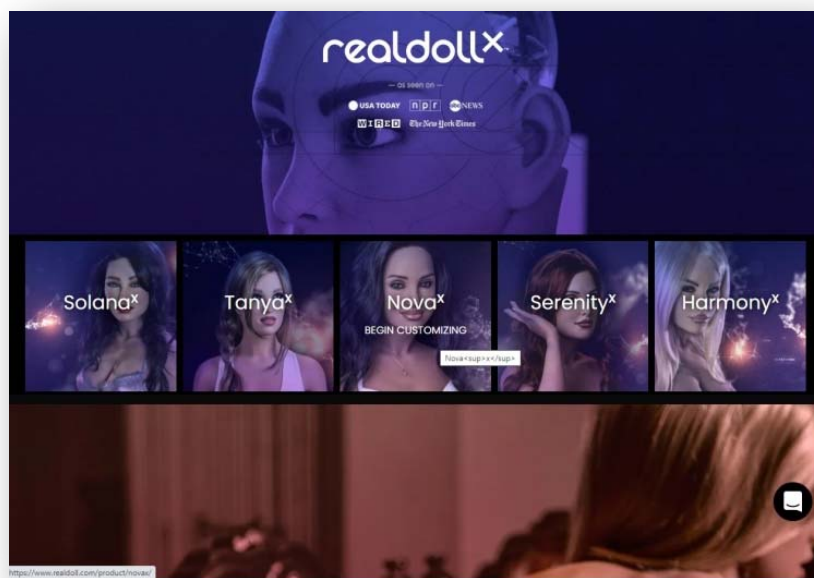 realdollx
— as seen on —
USA TODAY npr abc NEWS
WIRED The New York Times
Solanax Tanyax Novax Serenityx Harmonyx
BEGIN CUSTOMIZING
Nova<sup>x</sup>
https://www.realdoll.com/product/novax/